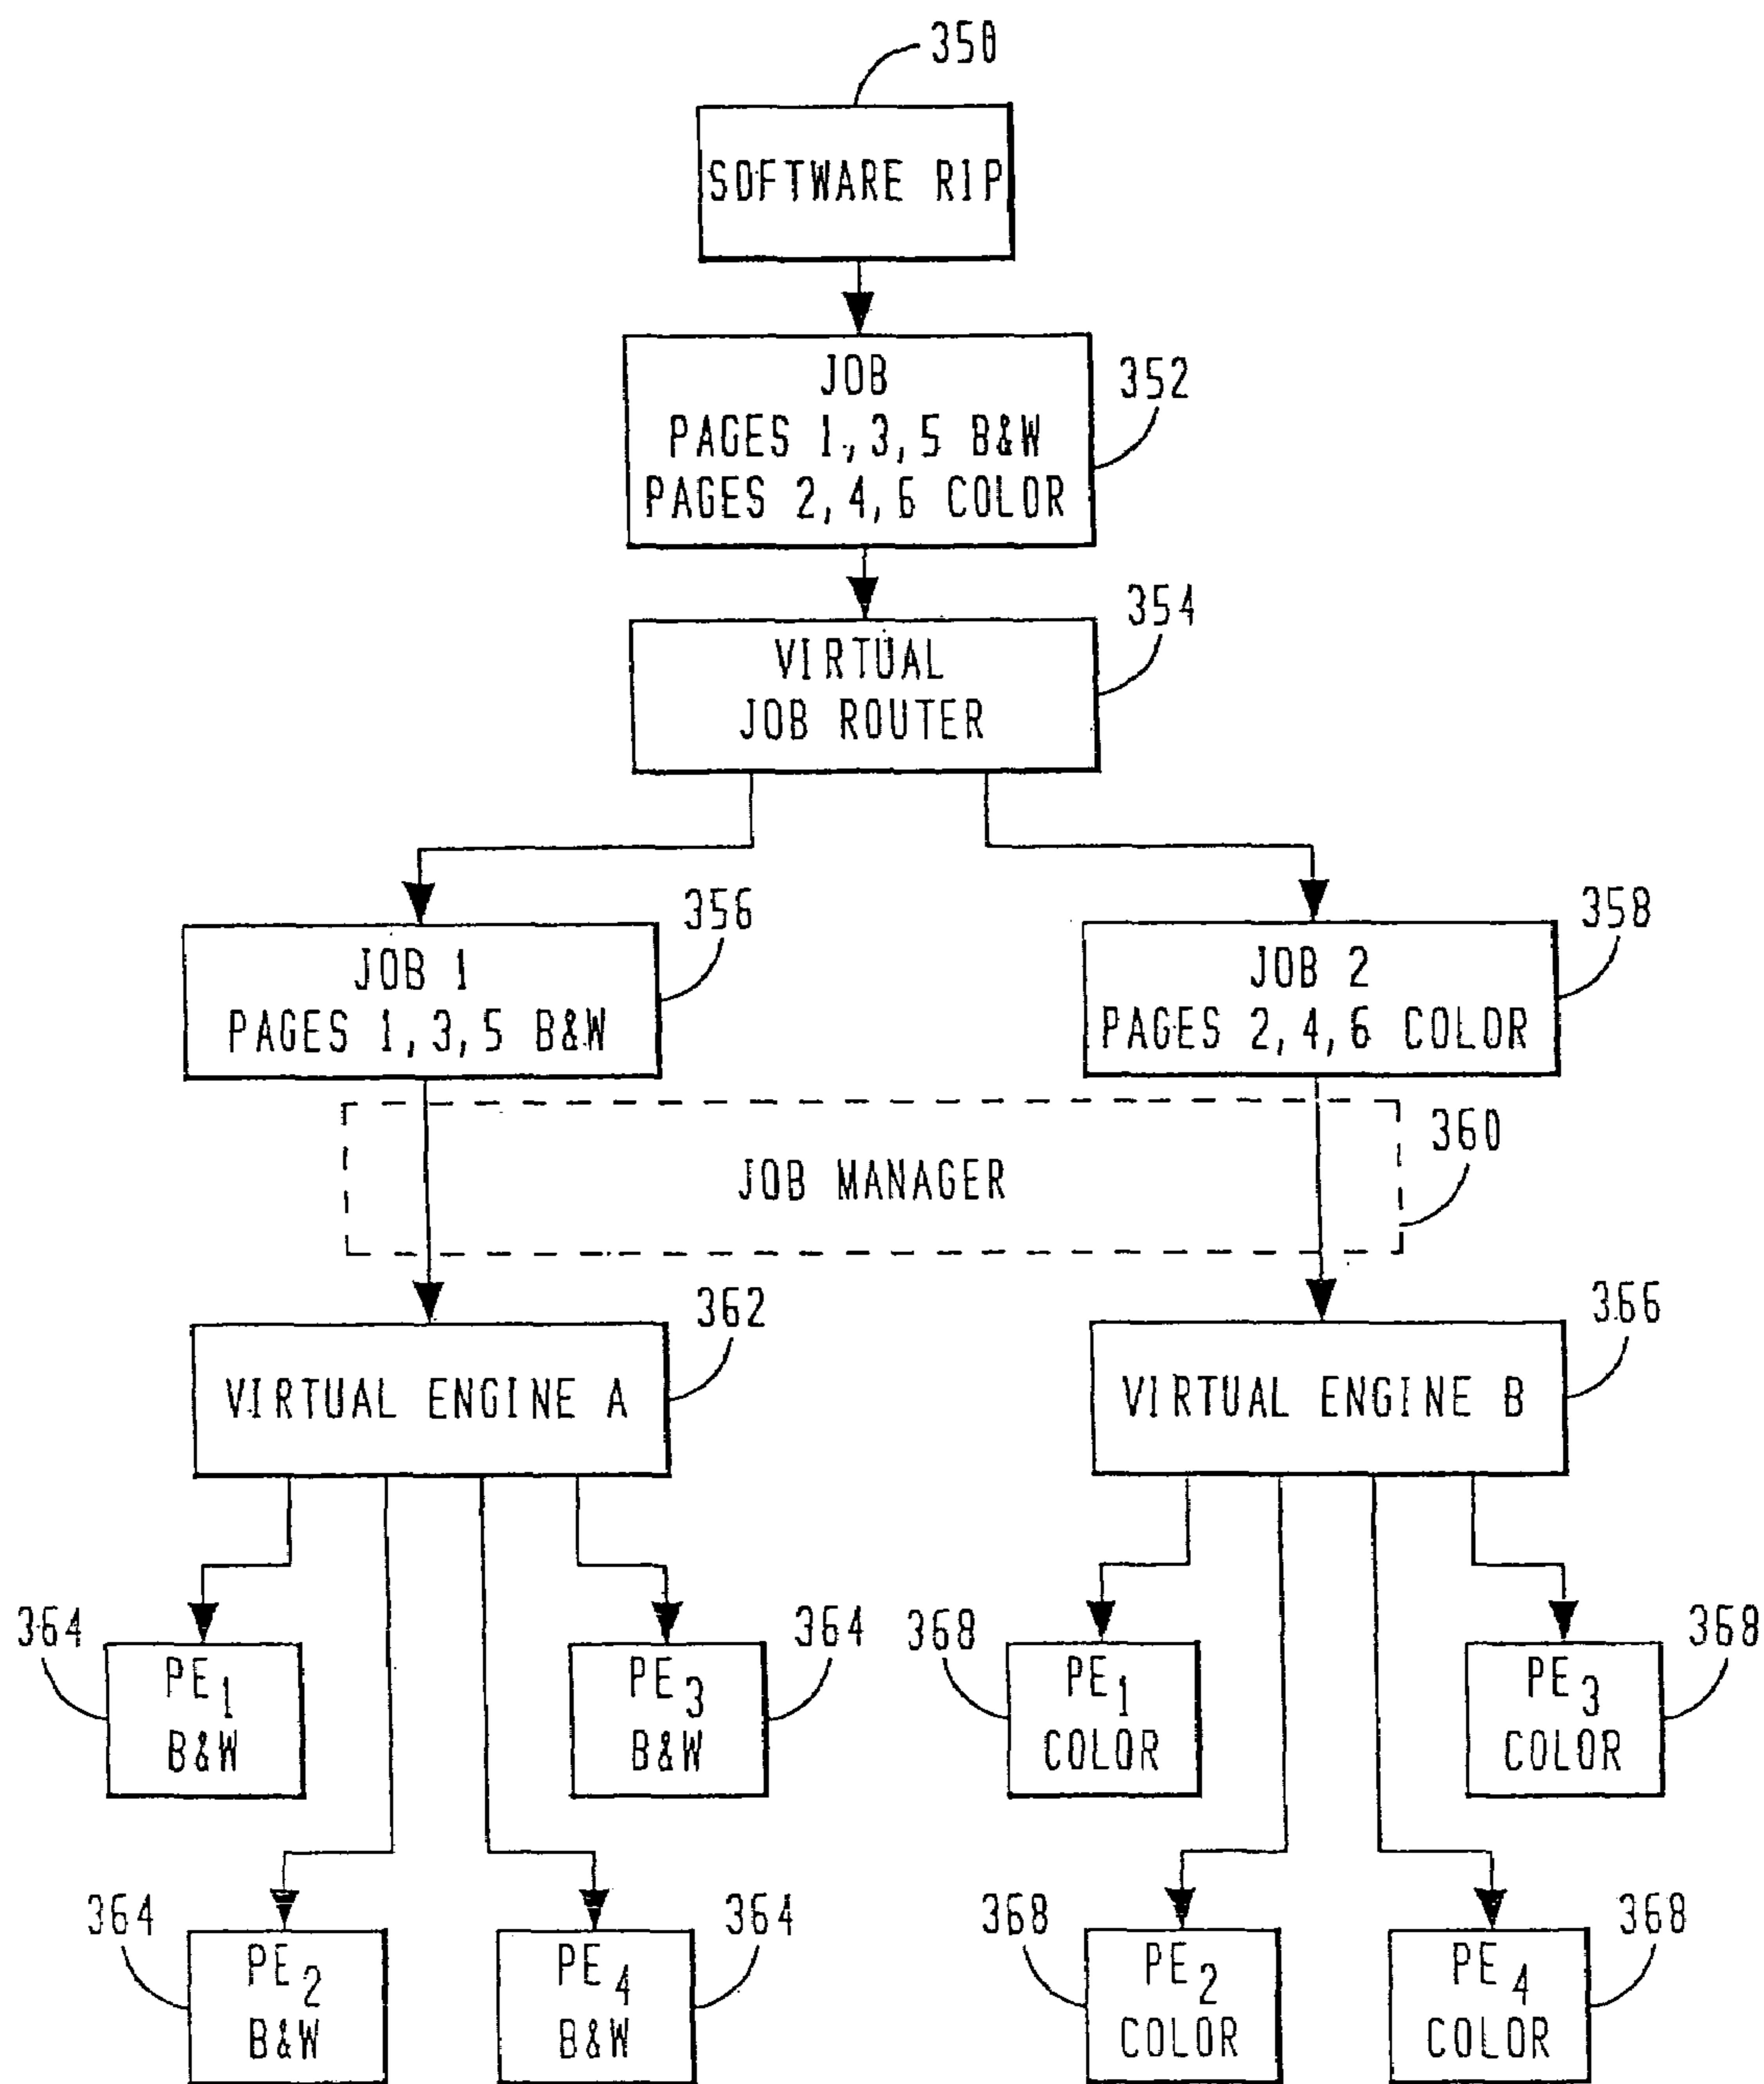 350
SOFTWARE RIP
JOB
PAGES 1,3,5 B&W
PAGES 2,4,6 COLOR
352
354
VIRTUAL
JOB ROUTER
356
358
JOB 1
PAGES 1,3,5 B&W
JOB 2
PAGES 2,4,6 COLOR
360
JOB MANAGER
362
366
VIRTUAL ENGINE A
VIRTUAL ENGINE B
364
PE1
B&W
364
PE3
B&W
368
PE1
COLOR
368
PE3
COLOR
364
PE2
B&W
364
PE4
B&W
368
PE2
COLOR
368
PE4
COLOR